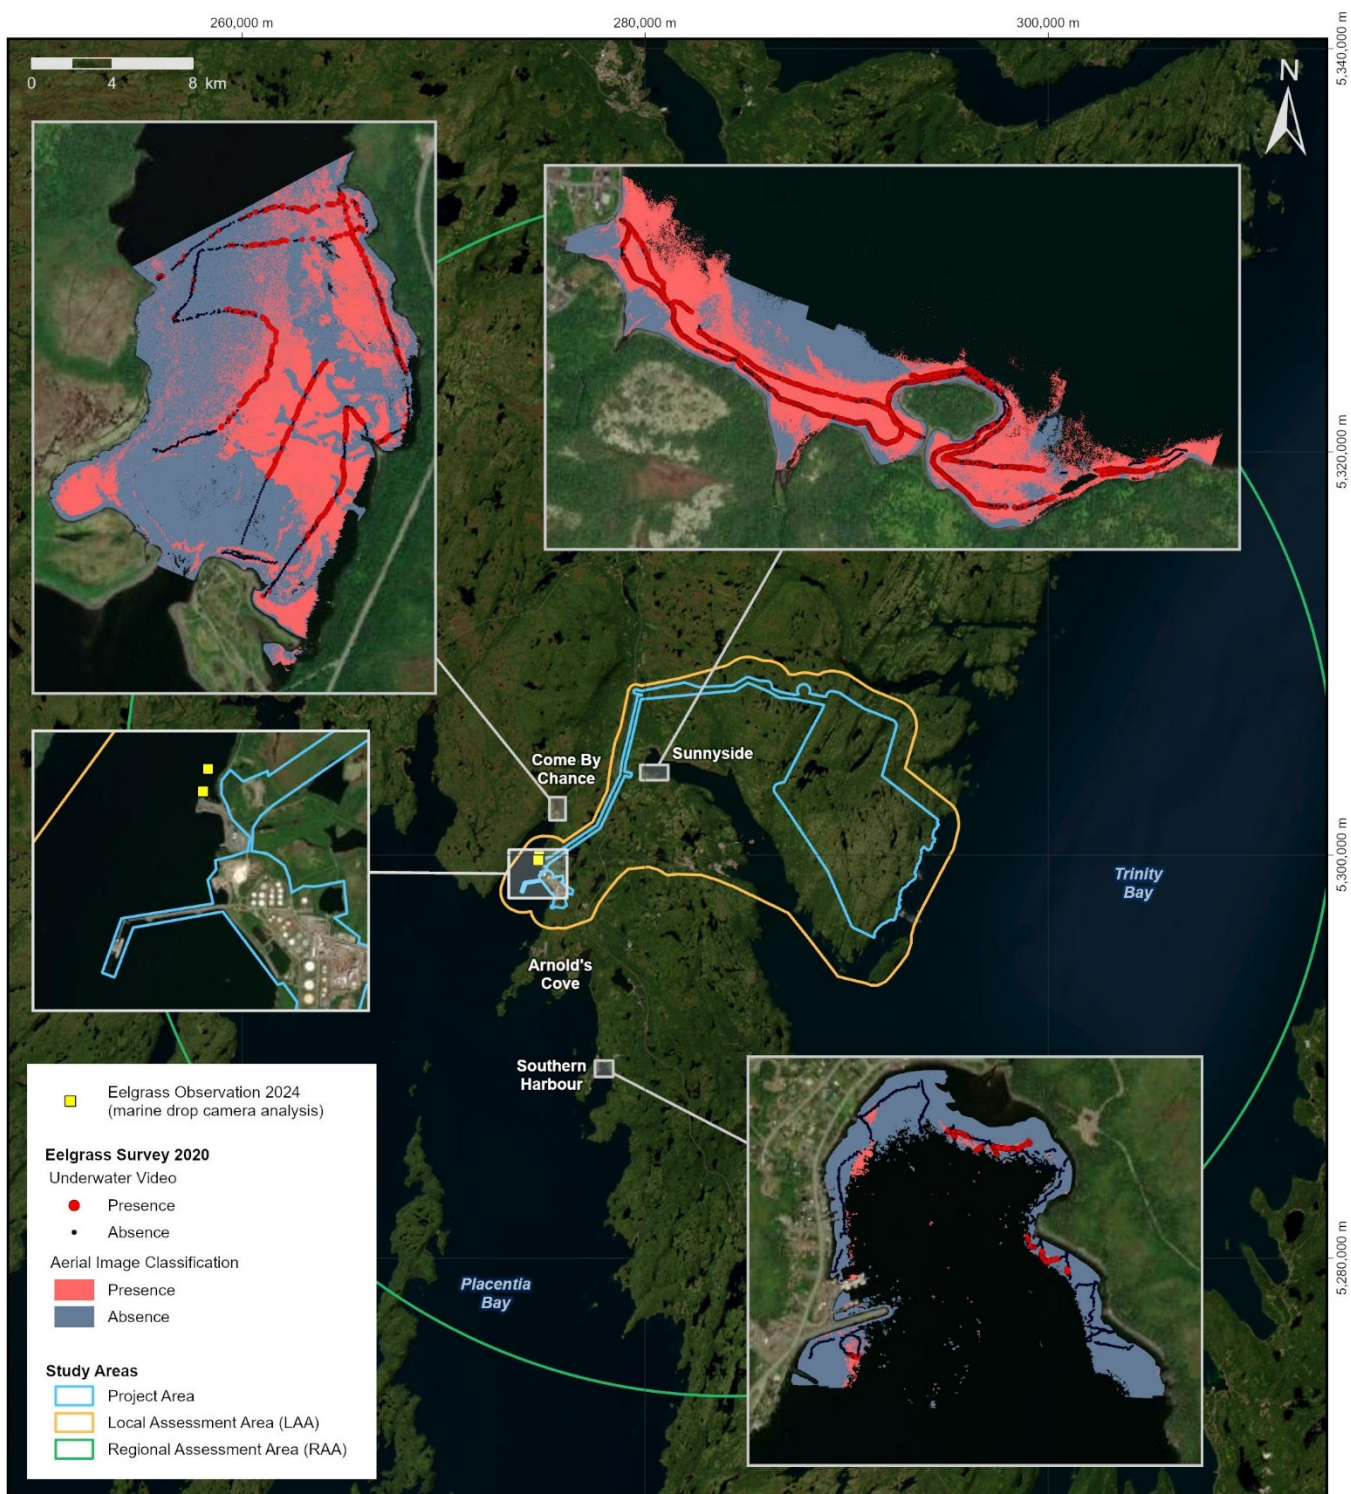 260,000 m
280,000 m
300,000 m
5,340,000 m
0 4 8 km
N
5,320,000 m
Come By
Chance
Sunnyside
5,300,000 m
Trinity
Bay
Arnold's
Cove
Southern
Harbour
Placentia
Bay
5,280,000 m
Eelgrass Observation 2024
(marine drop camera analysis)
Eelgrass Survey 2020
Underwater Video
Presence
Absence
Aerial Image Classification
Presence
Absence
Study Areas
Project Area
Local Assessment Area (LAA)
Regional Assessment Area (RAA)